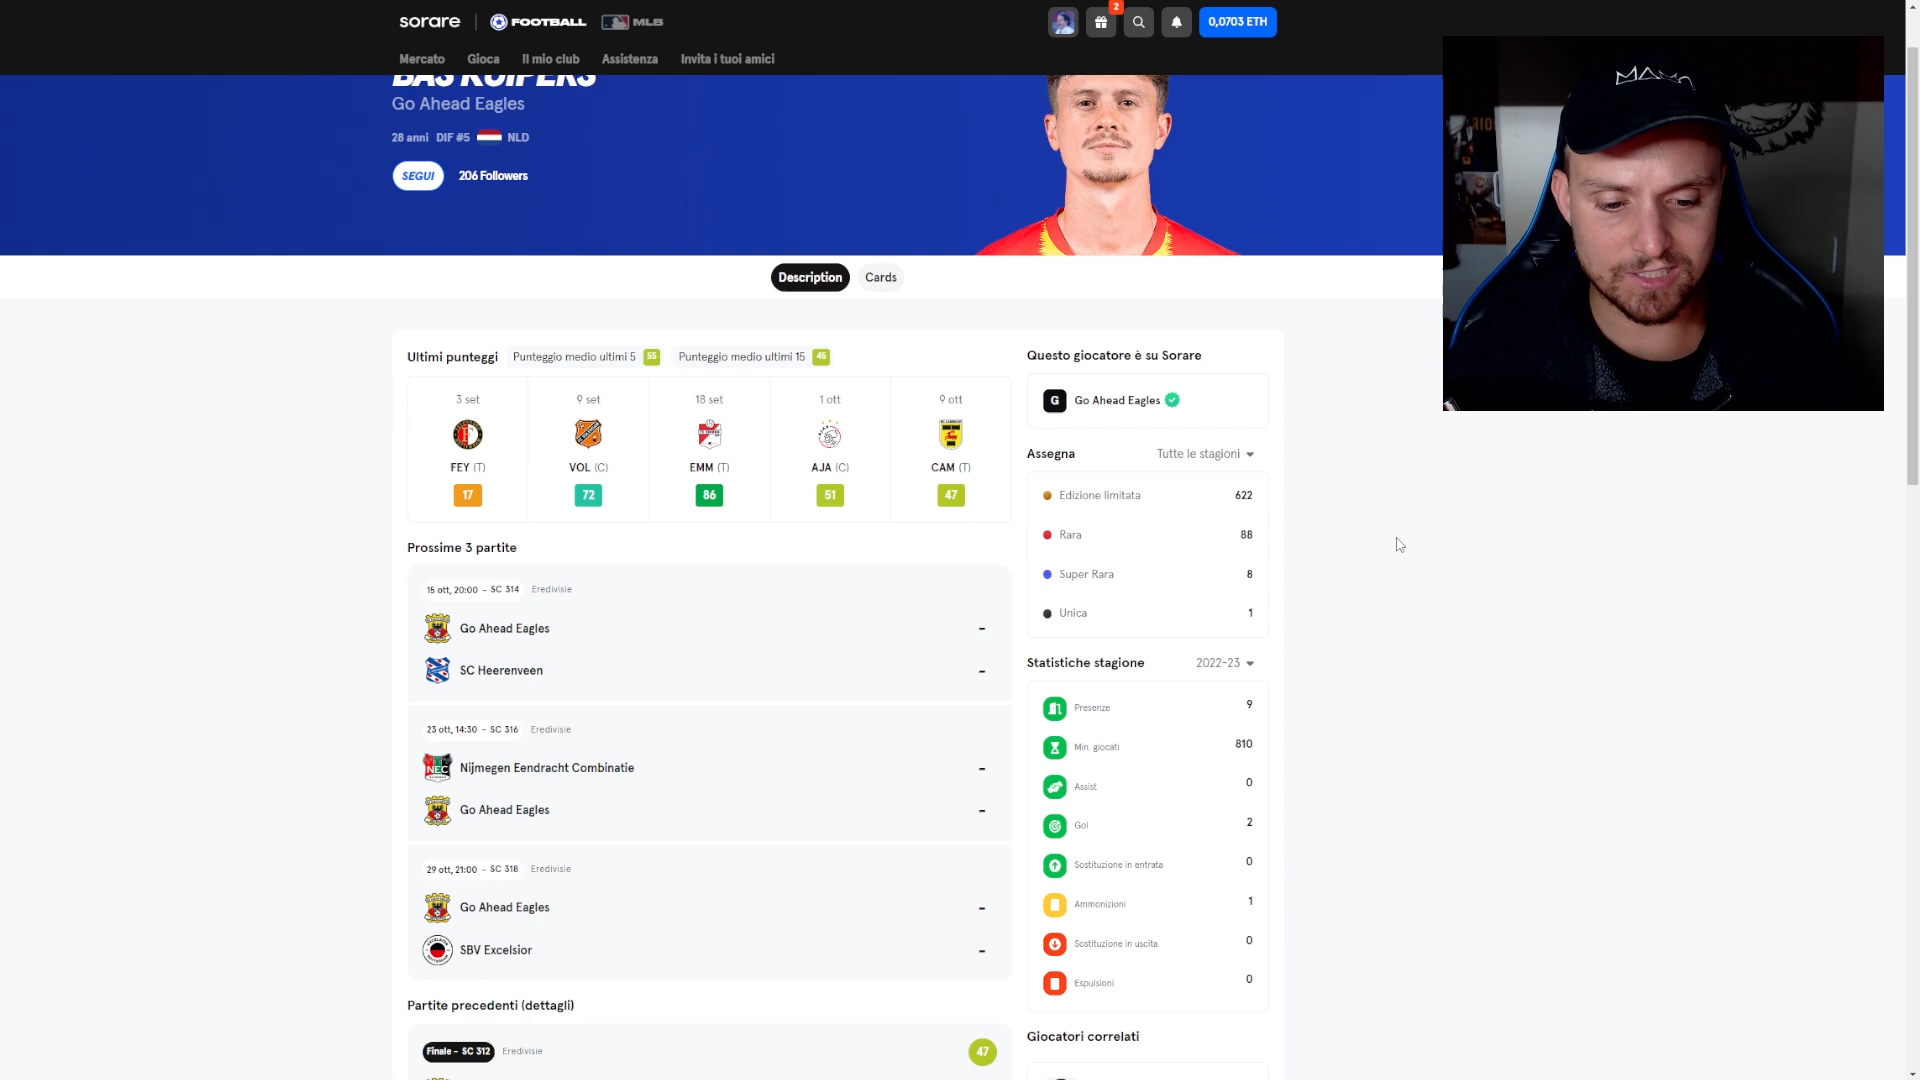 sorare
FOOTBALL
MLB
2
0,0703 ETH
Mercato
Gioca
Il mio club
Assistenza
Invita i tuoi amici
BAS KUIPERS
Go Ahead Eagles
28 anni DIF #5 NLD
SEGUI
206 Followers
Description
Cards
Ultimi punteggi
Punteggio medio ultimi 5 55
Punteggio medio ultimi 15 45
3 set
9 set
18 set
1 ott
9 ott
FEY (T)
VOL (C)
EMM (T)
AJA (C)
CAM (T)
17
72
86
51
47
Prossime 3 partite
15 ott, 20:00 - SC 314 Eredivisie
Go Ahead Eagles -
SC Heerenveen -
23 ott, 14:30 - SC 316 Eredivisie
NEC
Nijmegen Eendracht Combinatie -
Go Ahead Eagles -
29 ott, 21:00 - SC 318 Eredivisie
Go Ahead Eagles -
SBV Excelsior -
Partite precedenti (dettagli)
Finale - SC 312 Eredivisie
47
Questo giocatore è su Sorare
G Go Ahead Eagles
Assegna
Tutte le stagioni
Edizione limitata 622
Rara 88
Super Rara 8
Unica 1
Statistiche stagione
2022-23
Presenze 9
Min. giocati 810
Assist 0
Gol 2
Sostituzione in entrata 0
Ammonizioni 1
Sostituzione in uscita 0
Espulsioni 0
Giocatori correlati